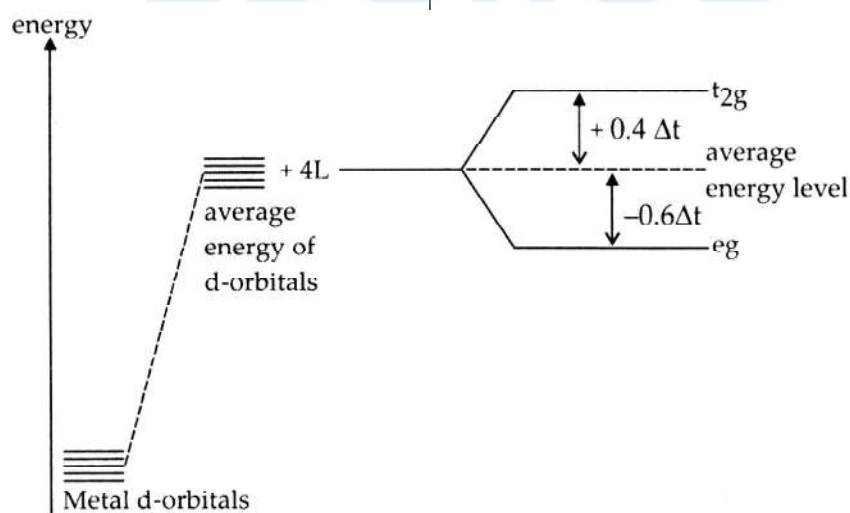 energy
t2g
+ 0.4 Δt
+ 4L
average
energy level
average
energy of
d-orbitals
–0.6Δt
eg
Metal d-orbitals